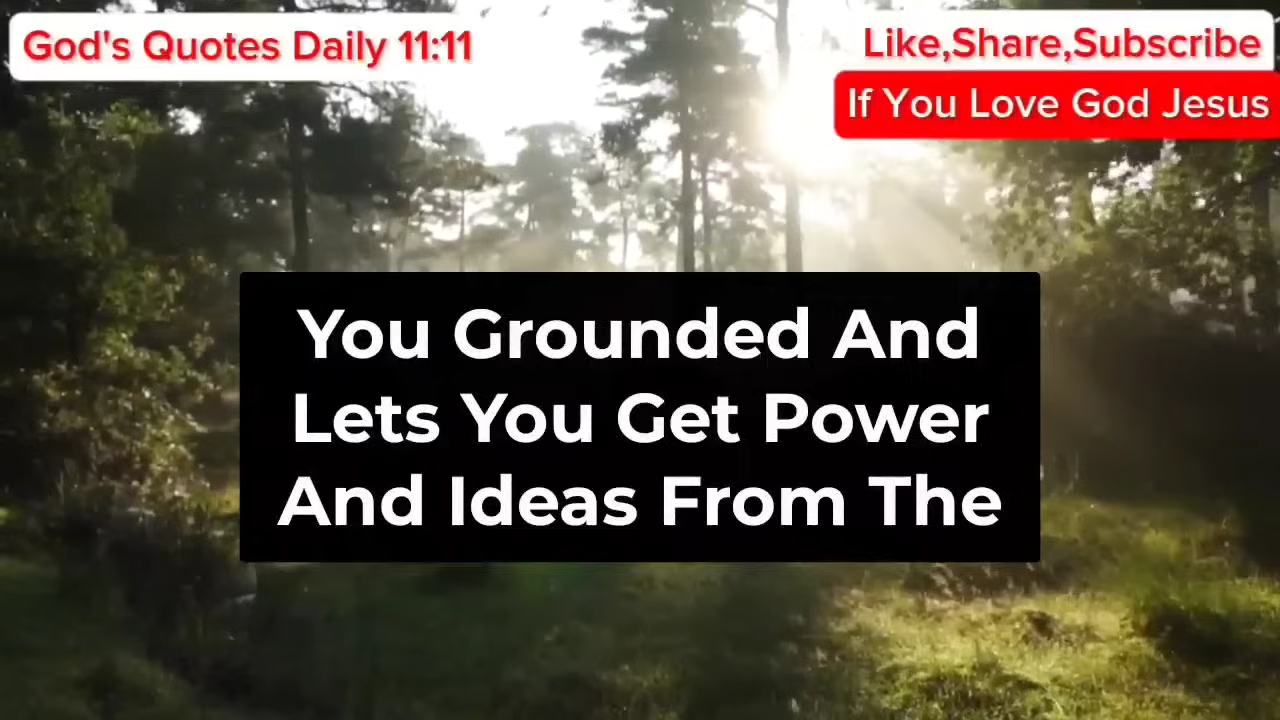 God's Quotes Daily 11:11
Like,Share,Subscribe
If You Love God Jesus
You Grounded And
Lets You Get Power
And Ideas From The